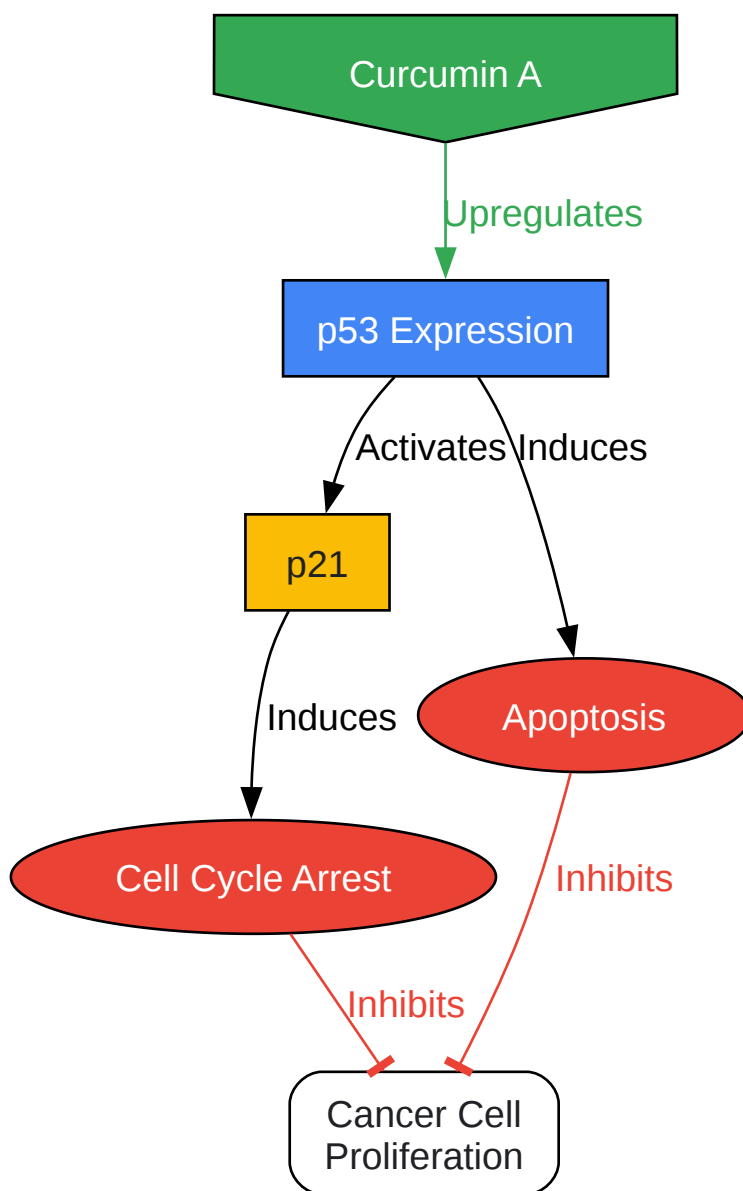 Curcumin A
Upregulates
p53 Expression
Activates
Induces
p21
Induces
Apoptosis
Cell Cycle Arrest
Inhibits
Inhibits
Cancer Cell
Proliferation